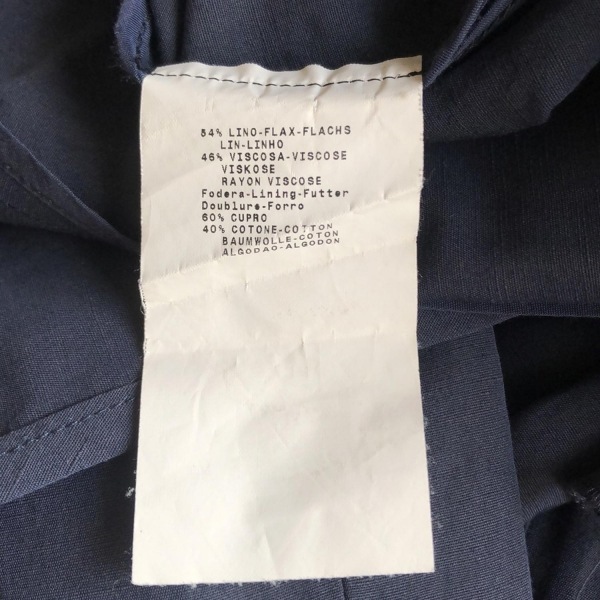 54% LINO-FLAX-FLACHS
LIN-LINHO
46% VISCOSA-VISCOSE
VISKOSE
RAYON VISCOSE
Fodera-Lining-Futter
Doublure-Forro
60% CUPRO
40% COTONE-COTTON
BAUMWOLLE-COTON
ALGODAO-ALGODON